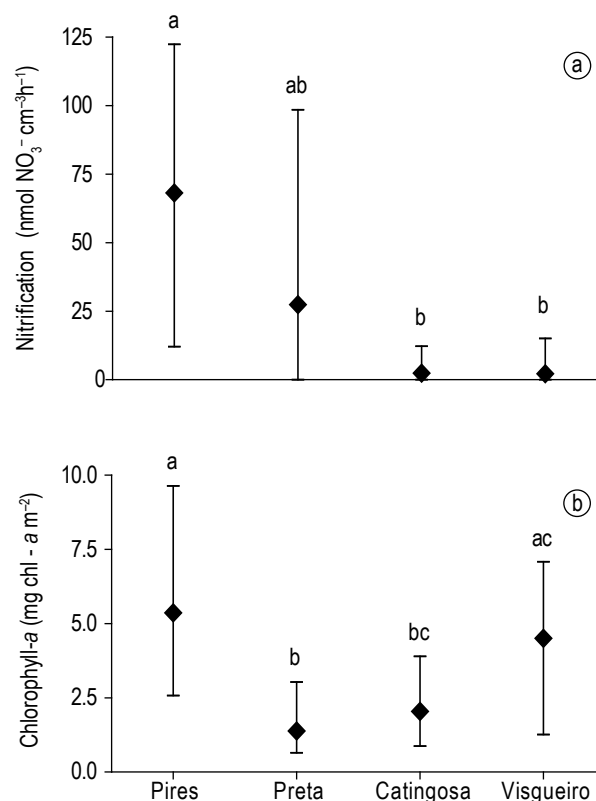 125
a
ⓐ
ab
100
75
50
25
b
b
0
Nitrification (nmol NO₃⁻ cm⁻³h⁻¹)
10.0
a
ⓑ
ac
7.5
5.0
bc
b
2.5
0.0
Chlorophyll-a (mg chl - a m⁻²)
Pires Preta Catingosa Visgueiro